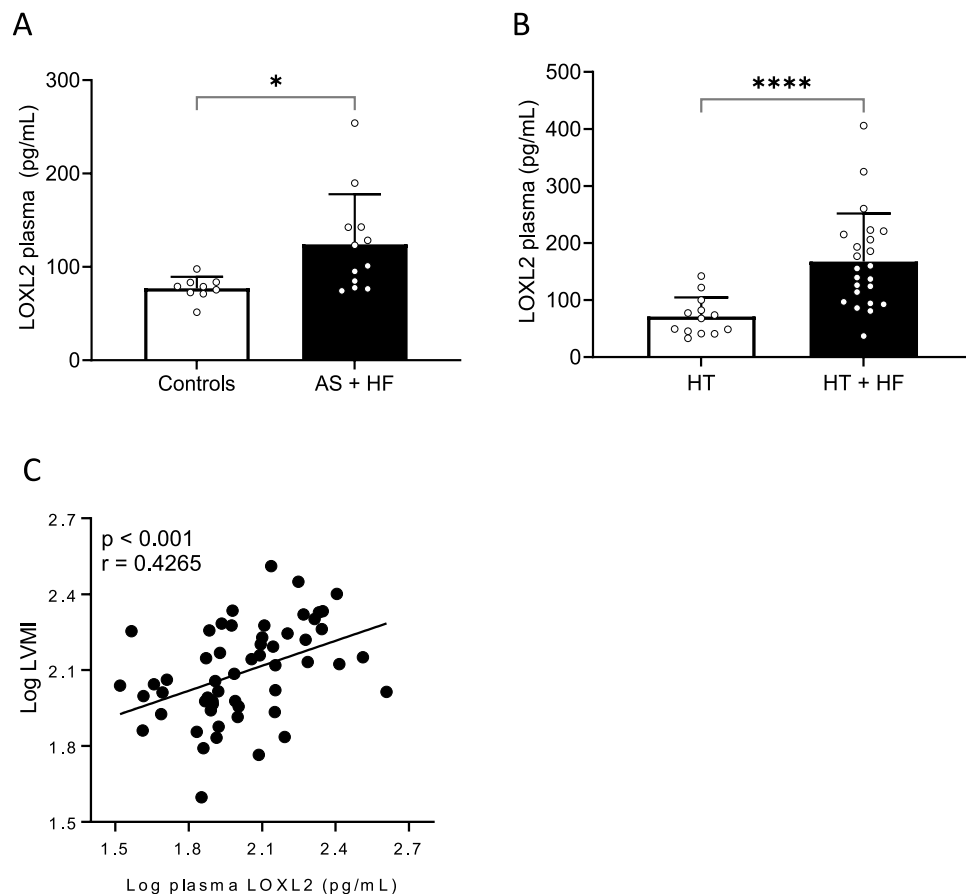 A
LOXL2 plasma (pg/mL)
300
200
100
0
*
Controls
AS + HF
B
LOXL2 plasma (pg/mL)
500
400
300
200
100
0
****
HT
HT + HF
C
Log LVMI
2.7
2.4
2.1
1.8
1.5
p < 0.001
r = 0.4265
1.5 1.8 2.1 2.4 2.7
Log plasma LOXL2 (pg/mL)